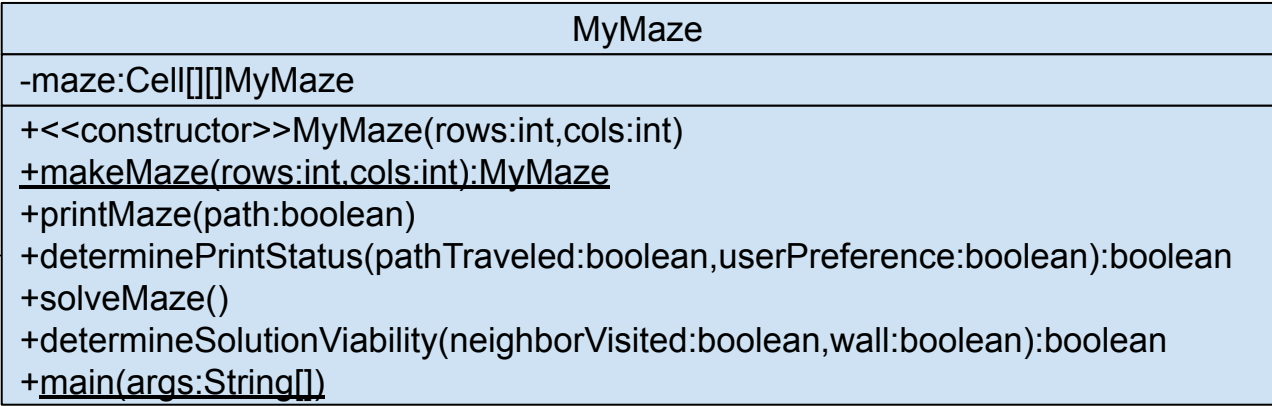 MyMaze
-maze:Cell[][]MyMaze
+<<constructor>>MyMaze(rows:int,cols:int)
+makeMaze(rows:int,cols:int):MyMaze
+printMaze(path:boolean)
+determinePrintStatus(pathTraveled:boolean,userPreference:boolean):boolean
+solveMaze()
+determineSolutionViability(neighborVisited:boolean,wall:boolean):boolean
+main(args:String[])